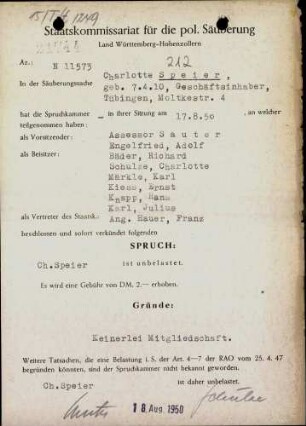 Staatskommissariat für die pol. Säuberung
21744
Land Württemberg-Hohenzollern
212
Az.: N 11573
Charlotte Speier,
In der Säuberungssache geb. 7.4.10, Geschäftsinhaber,
Tübingen, Moltkestr. 4
hat die Spruchkammer — in ihrer Sitzung am 17.8.50 , an welcher
teilgenommen haben:
als Vorsitzender: Assessor Sauter
als Beisitzer: Engelfried, Adolf
Bäder, Richard
Schulze, Charlotte
Märkle, Karl
Kiess, Ernst
Knapp, Hans
Karl, Julius
als Vertreter des Staatsk.: Ang. Hauer, Franz
beschlossen und sofort verkündet folgenden
SPRUCH:
Ch.Speier ist unbelastet.
Es wird eine Gebühr von DM. 2.— erhoben.
Gründe:
Keinerlei Mitgliedschaft.
Weitere Tatsachen, die eine Belastung i. S. der Art. 4—7 der RAO vom 25. 4. 47
begründen könnten, sind der Spruchkammer nicht bekannt geworden.
Ch.Speier ist daher unbelastet.
18. Aug. 1950